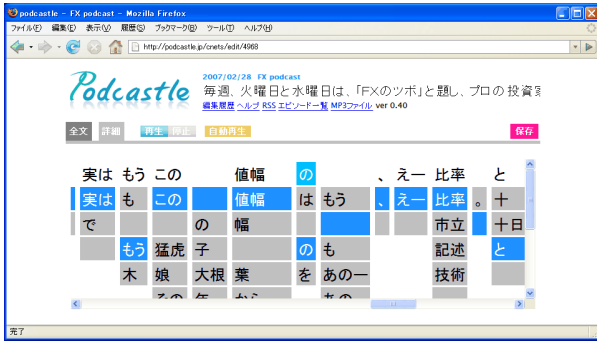 podcastle - FX podcast - Mozilla Firefox
ファイル(F) 編集(E) 表示(V) 履歴(S) ブックマーク(B) ツール(T) ヘルプ(H)
http://podcastle.jp/cnets/edit/4968
Podcastle
2007/02/28 FX podcast
毎週、火曜日と水曜日は、「FXのツボ」と題し、プロの投資
編集履歴 ヘルプ RSS エピソード一覧 MP3ファイル ver 0.40
全文 詳細 再生 停止 自動再生 保存
実は もう この 値幅 の 、 えー 比率 と
実は も この 値幅 は もう 、 えー 比率 。 十
で の 幅 市立 十日
もう 猛虎 子 の も 記述 と
木 娘 大根 葉 を あの一 技術
完了